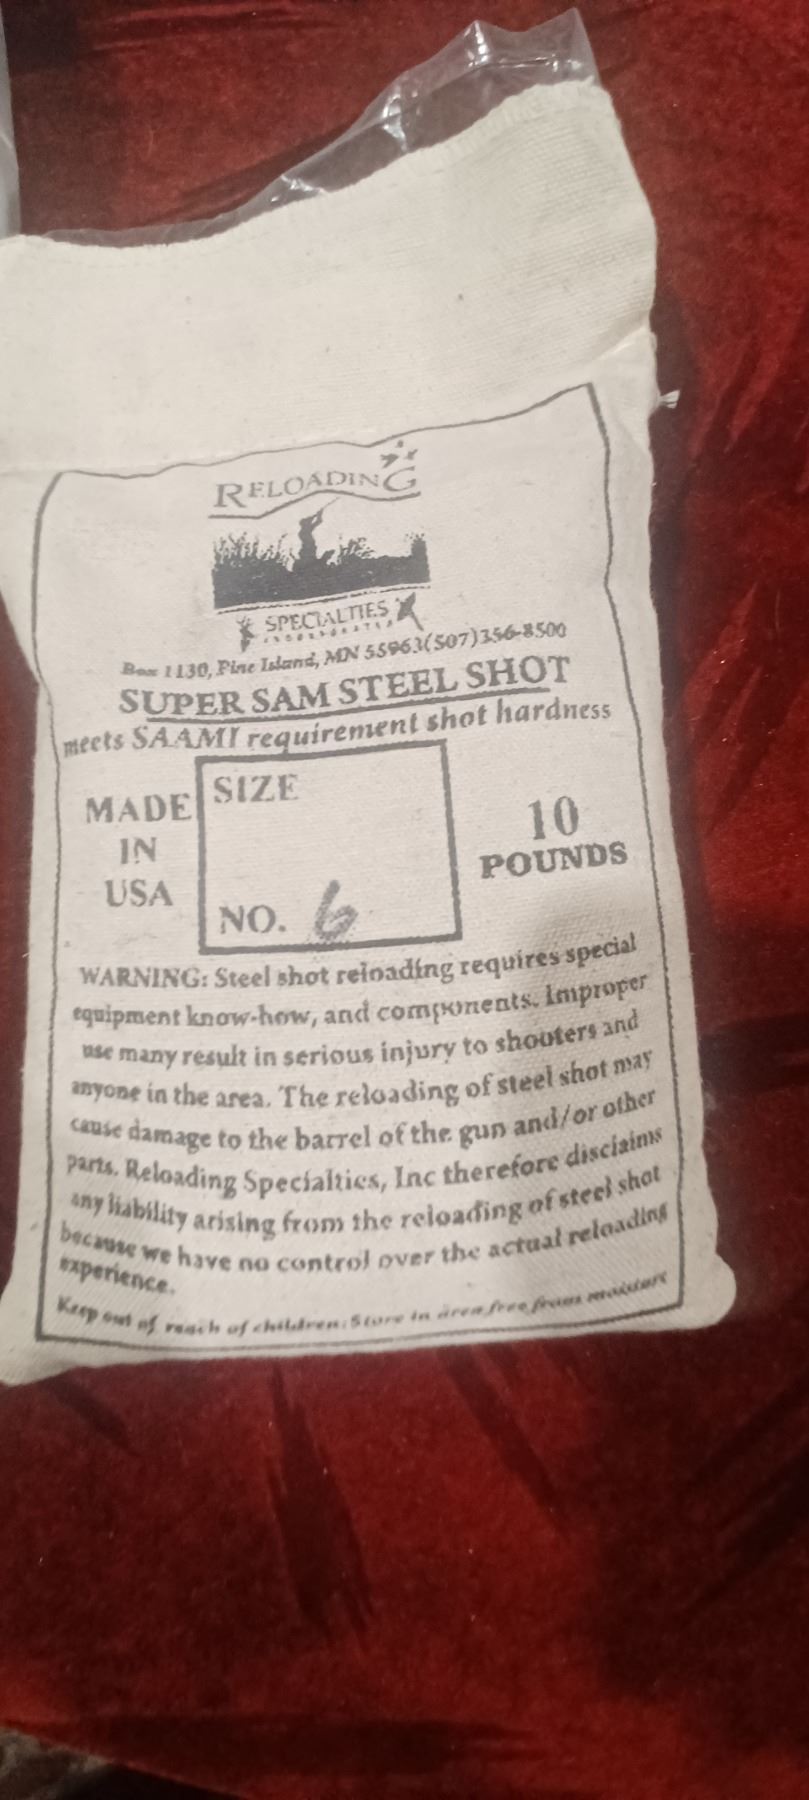 RELOADING
SPECIALTIES
INCORPORATED
Box 1130, Pine Island, MN 55963(507)356-8500
SUPER SAM STEEL SHOT
meets SAAMI requirement shot hardness
MADE
IN
USA
SIZE
NO. 6
10
POUNDS
WARNING: Steel shot reloading requires special
equipment know-how, and components. Improper
use many result in serious injury to shooters and
anyone in the area. The reloading of steel shot may
cause damage to the barrel of the gun and/or other
parts. Reloading Specialties, Inc therefore disclaims
any liability arising from the reloading of steel shot
because we have no control over the actual reloading
experience.
Keep out of reach of children. Store in area free from moisture